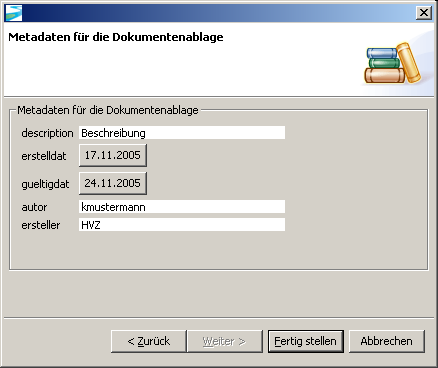 Metadaten für die Dokumentenablage
Metadaten für die Dokumentenablage
description Beschreibung
erstelldat 17.11.2005
gueltigdat 24.11.2005
autor kmustermann
ersteller HVZ
< Zurück Weiter > Fertig stellen Abbrechen